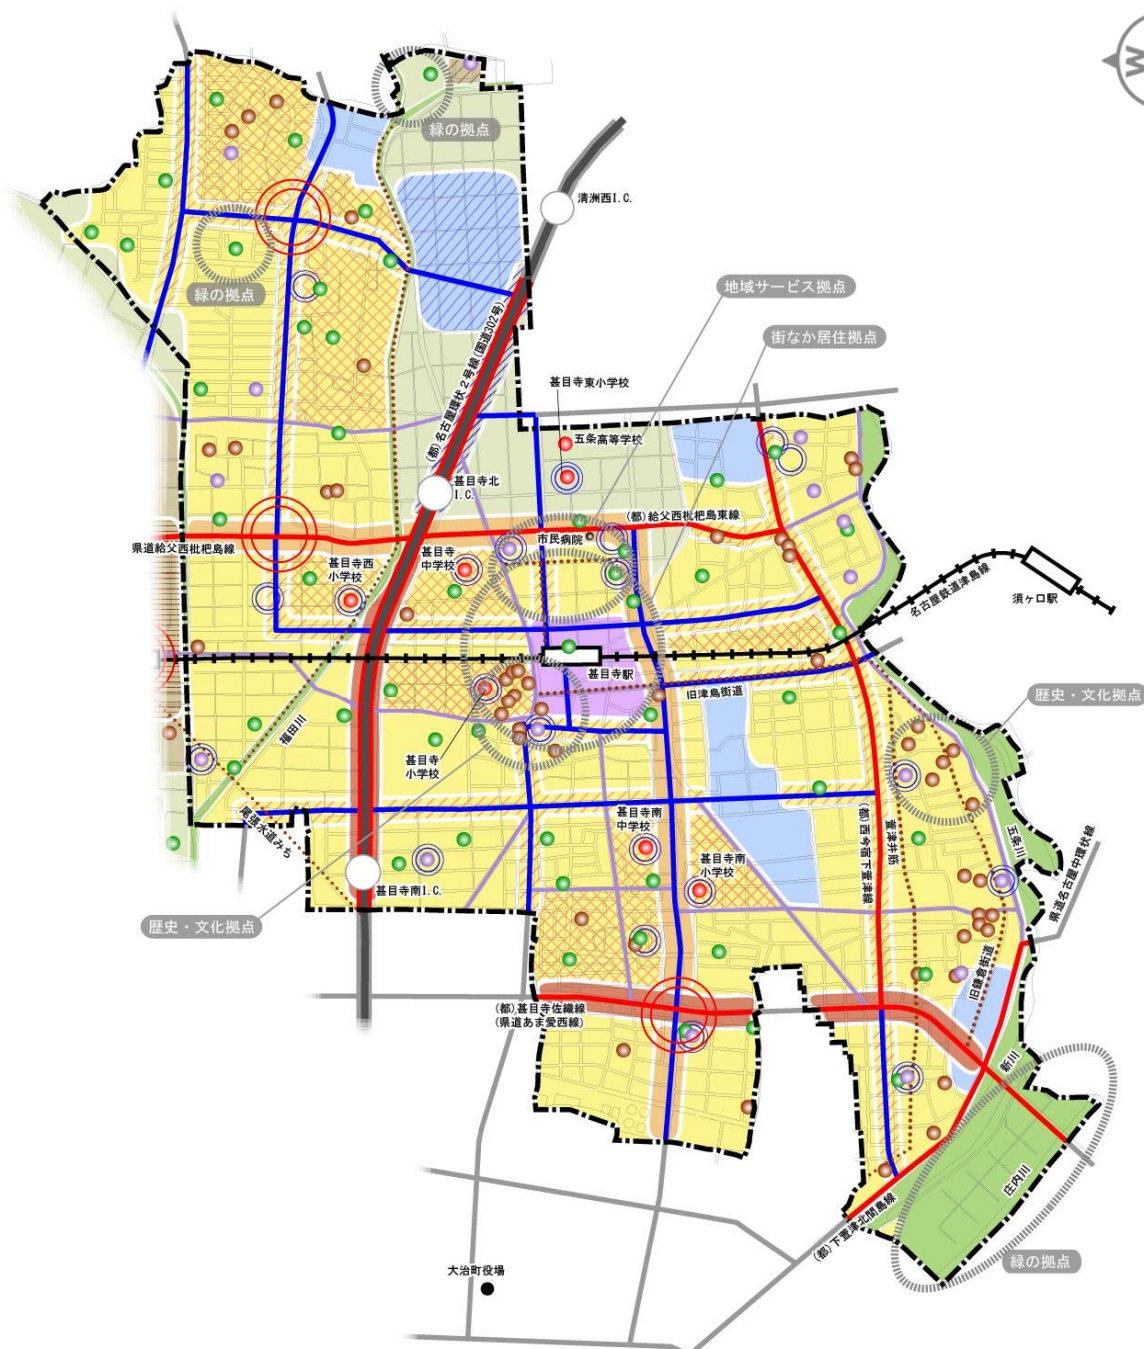 W
緑の拠点
清洲西I.C.
緑の拠点
地域サービス拠点
(都)名古屋環状2号線(国道302号)
街なか居住拠点
甚目寺東小学校
五条高等学校
甚目寺北
I.C.
(都)給父西枇杷島東線
市民病院
県道給父西枇杷島線
甚目寺
中学校
甚目寺西
小学校
名古屋鉄道津島線
須ヶ口駅
甚目寺駅
旧津島街道
歴史・文化拠点
福田川
甚目寺
小学校
尾張水道みち
甚目寺南
中学校
(都)西今宿下萱津線
萱津井筋
五条川
甚目寺南
小学校
県道名古屋中環状線
甚目寺南I.C.
歴史・文化拠点
旧鎌倉街道
(都)甚目寺佐織線
(県道あま愛西線)
新川
庄内川
(都)下萱津北間島線
緑の拠点
大治町役場